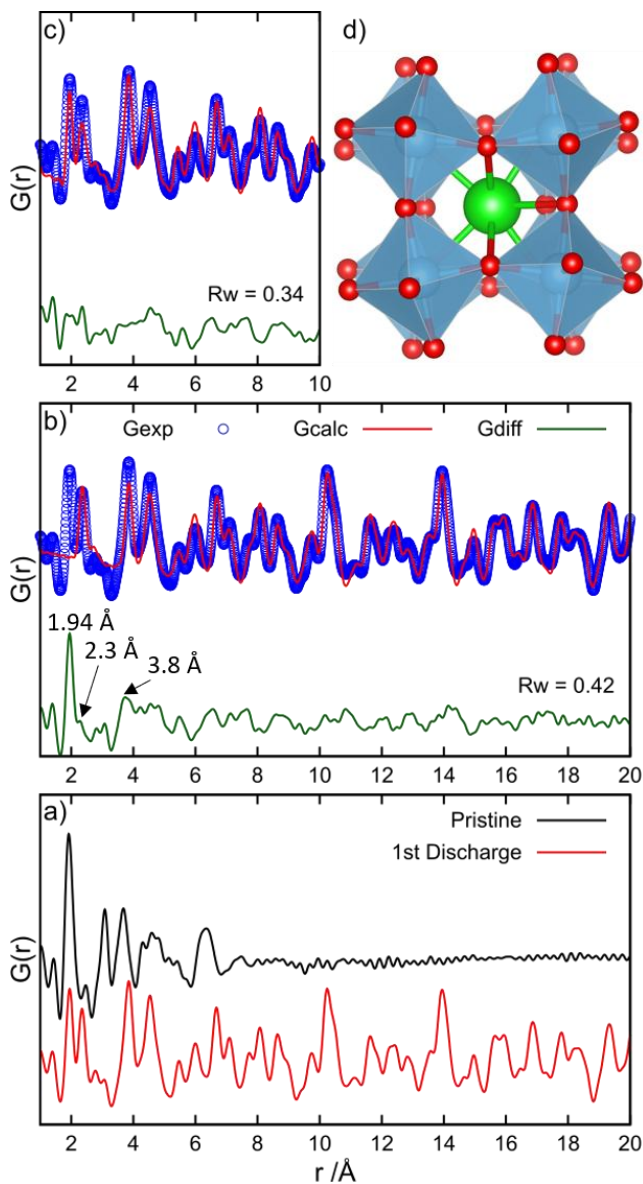 c)
G(r)
Rw = 0.34
2 4 6 8 10
d)
b)
Gexp Gcalc Gdiff
G(r)
1.94 Å
2.3 Å
3.8 Å
Rw = 0.42
2 4 6 8 10 12 14 16 18 20
a)
Pristine
1st Discharge
G(r)
2 4 6 8 10 12 14 16 18 20
r /Å